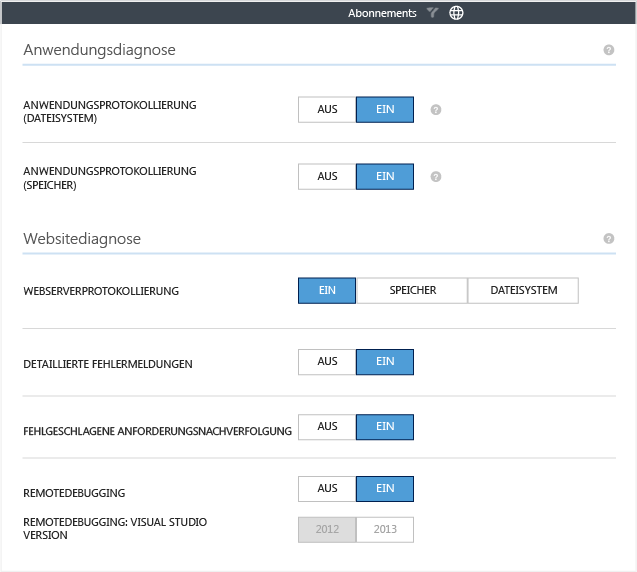 Abonnements
Anwendungsdiagnose
ANWENDUNGSPROTOKOLLIERUNG
(DATEISYSTEM)
AUS EIN
ANWENDUNGSPROTOKOLLIERUNG
(SPEICHER)
AUS EIN
Websitediagnose
WEBSERVERPROTOKOLLIERUNG EIN SPEICHER DATEISYSTEM
DETAILLIERTE FEHLERMELDUNGEN AUS EIN
FEHLGESCHLAGENE ANFORDERUNGSNACHVERFOLGUNG AUS EIN
REMOTEDEBUGGING AUS EIN
REMOTEDEBUGGING: VISUAL STUDIO
VERSION
2012 2013